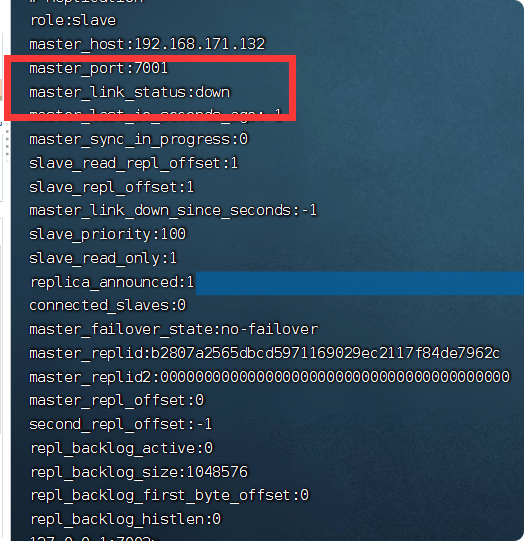 # Replication
role:slave
master_host:192.168.171.132
master_port:7001
master_link_status:down
master_last_io_seconds_ago:-1
master_sync_in_progress:0
slave_read_repl_offset:1
slave_repl_offset:1
master_link_down_since_seconds:-1
slave_priority:100
slave_read_only:1
replica_announced:1
connected_slaves:0
master_failover_state:no-failover
master_replid:b2807a2565dbcd5971169029ec2117f84de7962c
master_replid2:0000000000000000000000000000000000000000
master_repl_offset:0
second_repl_offset:-1
repl_backlog_active:0
repl_backlog_size:1048576
repl_backlog_first_byte_offset:0
repl_backlog_histlen:0
127.0.0.1:7002>